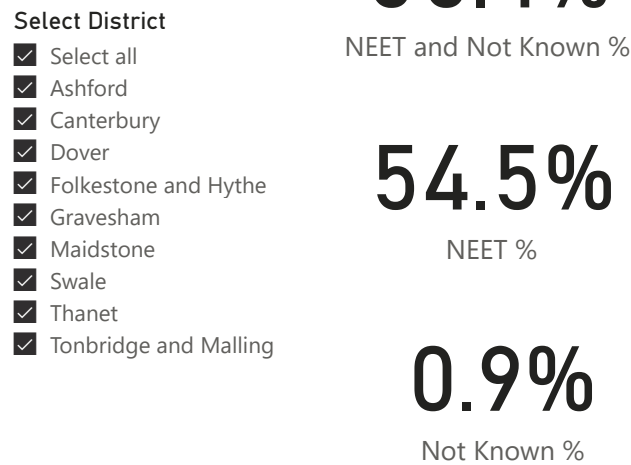 Select District
Select all
Ashford
Canterbury
Dover
Folkestone and Hythe
Gravesham
Maidstone
Swale
Thanet
Tonbridge and Malling
NEET and Not Known %
54.5%
NEET %
0.9%
Not Known %